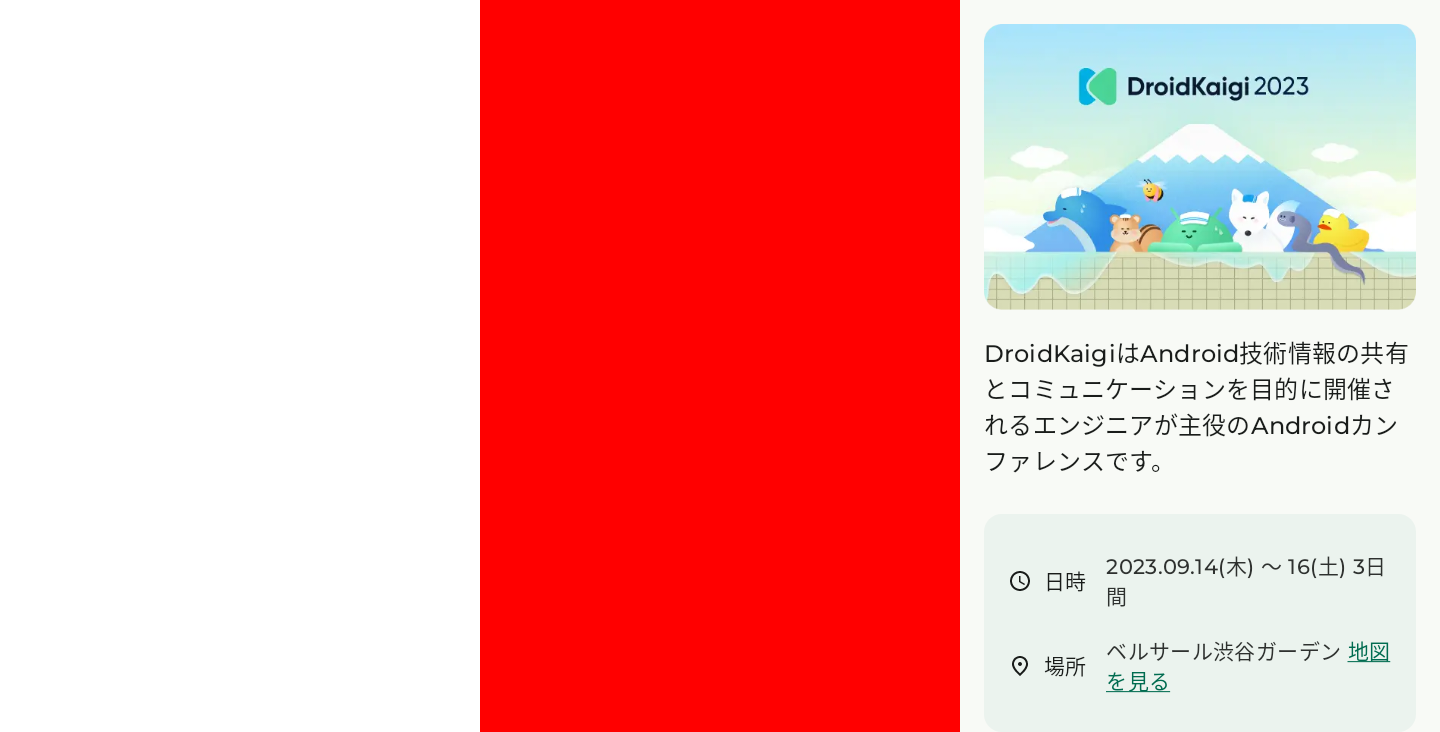 DroidKaigi 2023
DroidKaigiはAndroid技術情報の共有
とコミュニケーションを目的に開催さ
れるエンジニアが主役のAndroidカン
ファレンスです。
日時
2023.09.14(木) 〜 16(土) 3日
間
場所
ベルサール渋谷ガーデン 地図
を見る